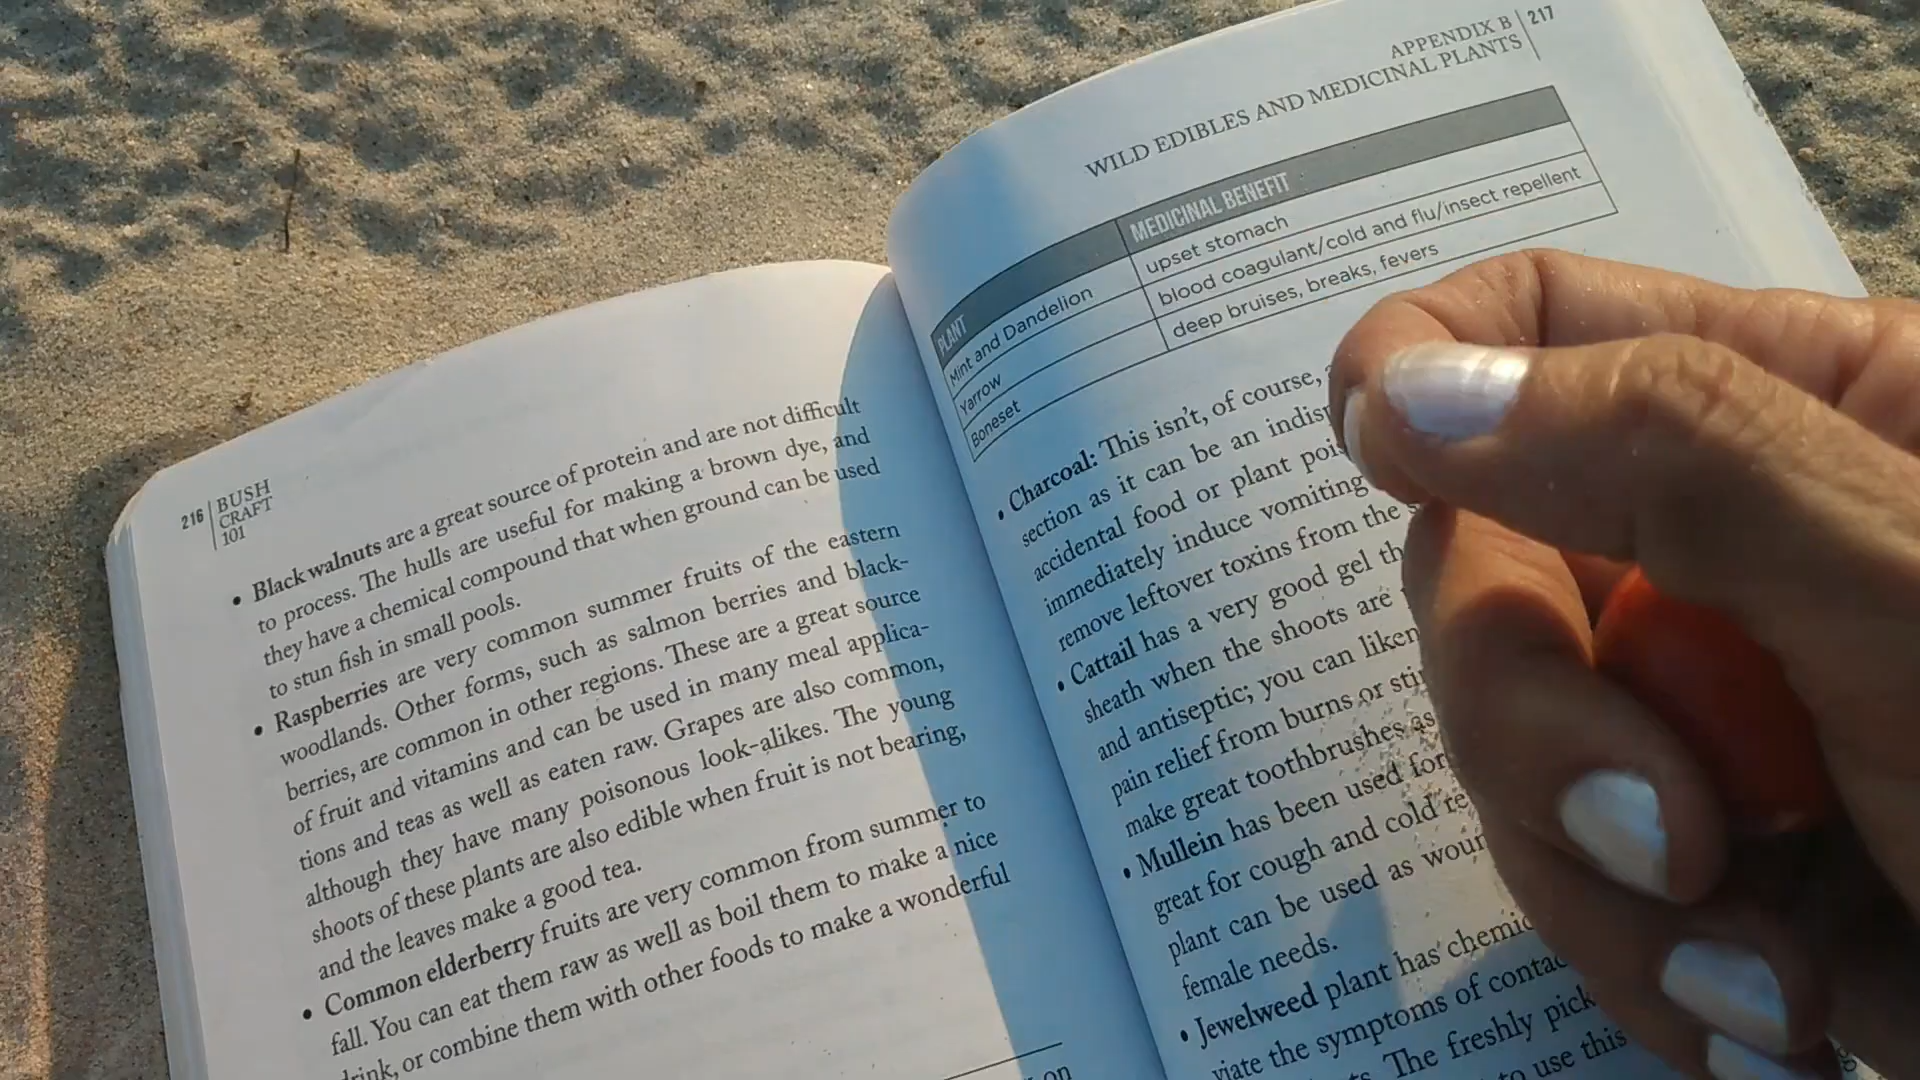 216 | BUSH
CRAFT
101
• Black walnuts are a great source of protein and are not difficult
to process. The hulls are useful for making a brown dye, and
they have a chemical compound that when ground can be used
to stun fish in small pools.
• Raspberries are very common summer fruits of the eastern
woodlands. Other forms, such as salmon berries and black-
berries, are common in other regions. These are a great source
of fruit and vitamins and can be used in many meal applica-
tions and teas as well as eaten raw. Grapes are also common,
although they have many poisonous look-alikes. The young
shoots of these plants are also edible when fruit is not bearing,
and the leaves make a good tea.
• Common elderberry fruits are very common from summer to
fall. You can eat them raw as well as boil them to make a nice
drink, or combine them with other foods to make a wonderful
on
APPENDIX B | 217
WILD EDIBLES AND MEDICINAL PLANTS
PLANT MEDICINAL BENEFIT
Mint and Dandelion upset stomach
Yarrow blood coagulant/cold and flu/insect repellent
Boneset deep bruises, breaks, fevers
• Charcoal: This isn't, of course,
section as it can be an
accidental food or plant
immediately induce vomiting
remove leftover toxins from the
• Cattail has a very good gel
sheath when the shoots are
and antiseptic; you can
pain relief from burns or
make great toothbrushes as
• Mullein has been used for
great for cough and cold
plant can be used as
female needs.
• Jewelweed plant has
viate the symptoms of
The freshly
to use this